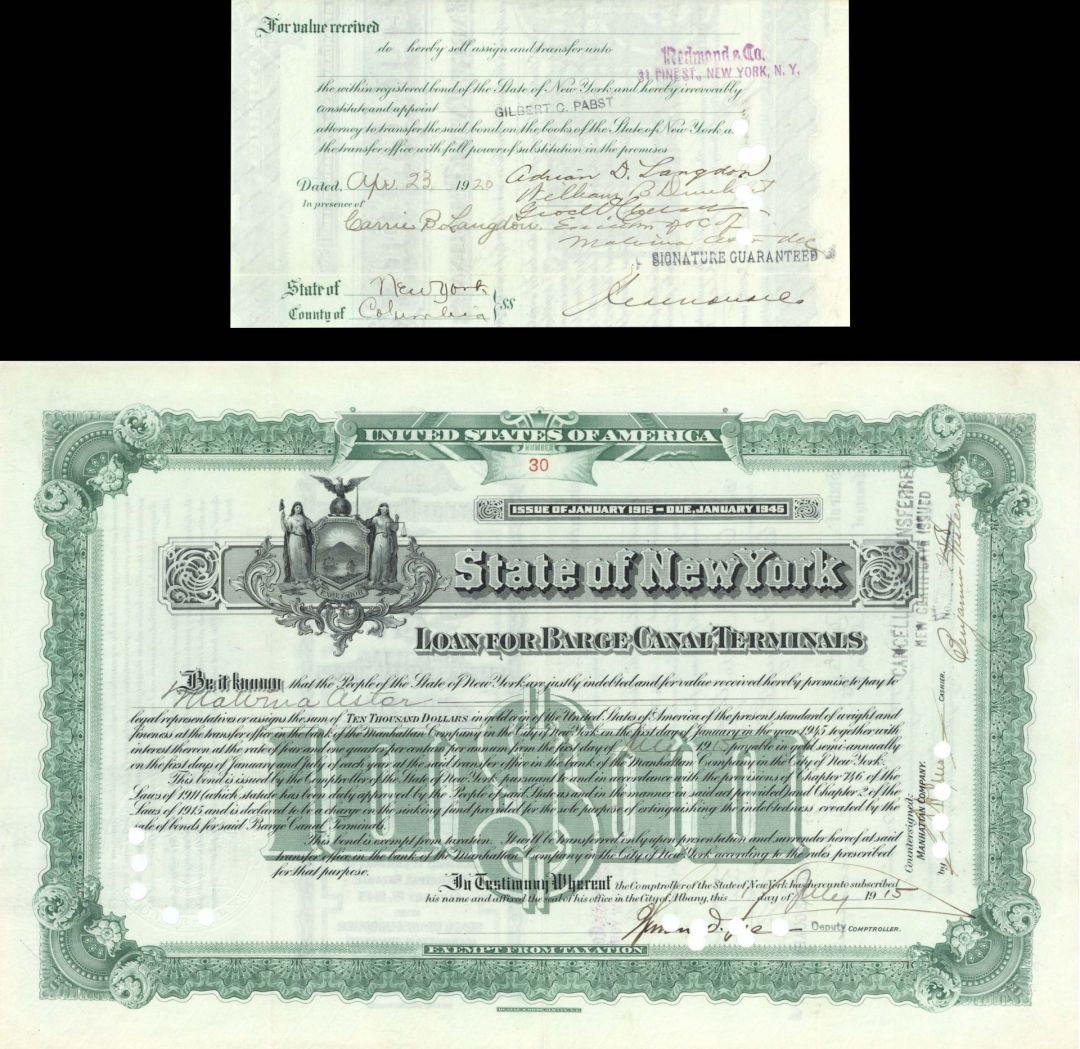 For value received
do hereby sell assign and transfer unto
Redmond & Co.
31 PINE ST., NEW YORK, N. Y.
the within registered bond of the State of New York and hereby irrevocably
constitute and appoint GILBERT C. PABST
attorney to transfer the said bond on the books of the State of New York a
the transfer office with full power of substitution in the premises
Dated, Apr. 23 1920 Adrian D. Langdon
William B
In presence of
Carrie B Langdon. of
Malvina
SIGNATURE GUARANTEED
State of New York
County of Columbia } SS
UNITED STATES OF AMERICA
NUMBER
30
ISSUE OF JANUARY 1915 — DUE, JANUARY 1945
State of New York
EXCELSIOR
LOAN FOR BARGE CANAL TERMINALS
Be it known that the People of the State of New York are justly indebted and for value received hereby promise to pay to
Malvina Astor
legal representatives or assigns the sum of TEN THOUSAND DOLLARS in gold coin of the United States of America of the present standard of weight and
fineness at the transfer office in the bank of the Manhattan Company in the City of New York on the first day of January in the year 1945 together with
interest thereon at the rate of four and one quarter per centum per annum from the first day of July 1915 payable in gold semi-annually
on the first days of January and July of each year at the said transfer office in the bank of the Manhattan Company in the City of New York.
This bond is issued by the Comptroller of the State of New York pursuant to and in accordance with the provisions of Chapter 746 of the
Laws of 1911 (which statute has been duly approved by the People of said State as and in the manner in said act provided) and Chapter 2 of the
Laws of 1915 and is declared to be a charge on the sinking fund provided for the sole purpose of extinguishing the indebtedness created by the
sale of bonds for said Barge Canal Terminals.
This bond is exempt from taxation. It will be transferred only upon presentation and surrender hereof at said
transfer office in the bank of the Manhattan Company in the City of New York according to the rules prescribed
for that purpose.
In Testimony Whereof the Comptroller of the State of New York has hereunto subscribed
his name and affixed the seal of his office in the City of Albany, this 1 day of July 1915
Deputy COMPTROLLER.
EXEMPT FROM TAXATION
Countersigned:
MANHATTAN COMPANY.
by CASHIER.
CANCELLED TRANSFERRED
NEW CERTIFICATE ISSUED
No.
Benjamin